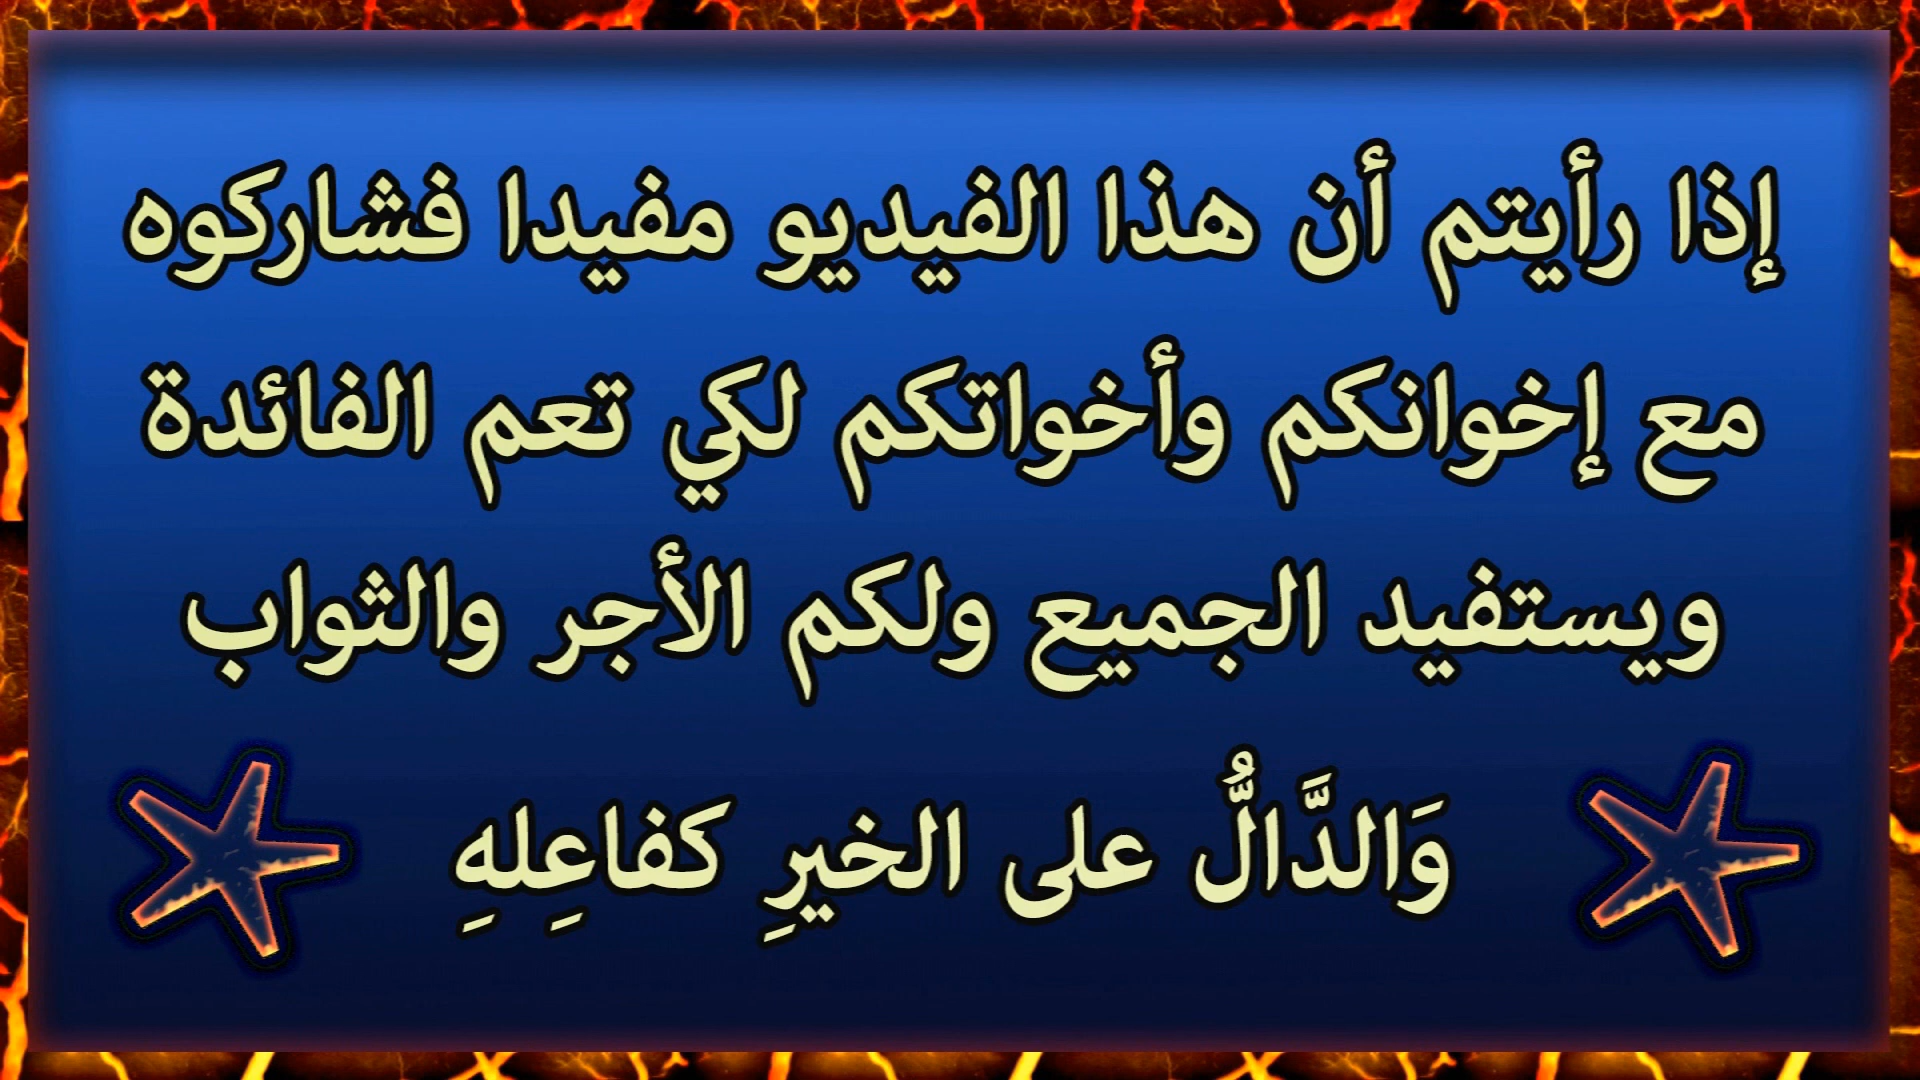 إذا رأيتم أن هذا الفيديو مفيدا فشاركوه
مع إخوانكم وأخواتكم لكي تعم الفائدة
ويستفيد الجميع ولكم الأجر والثواب
وَالدَّالُّ على الخيرِ كفاعِلهِ